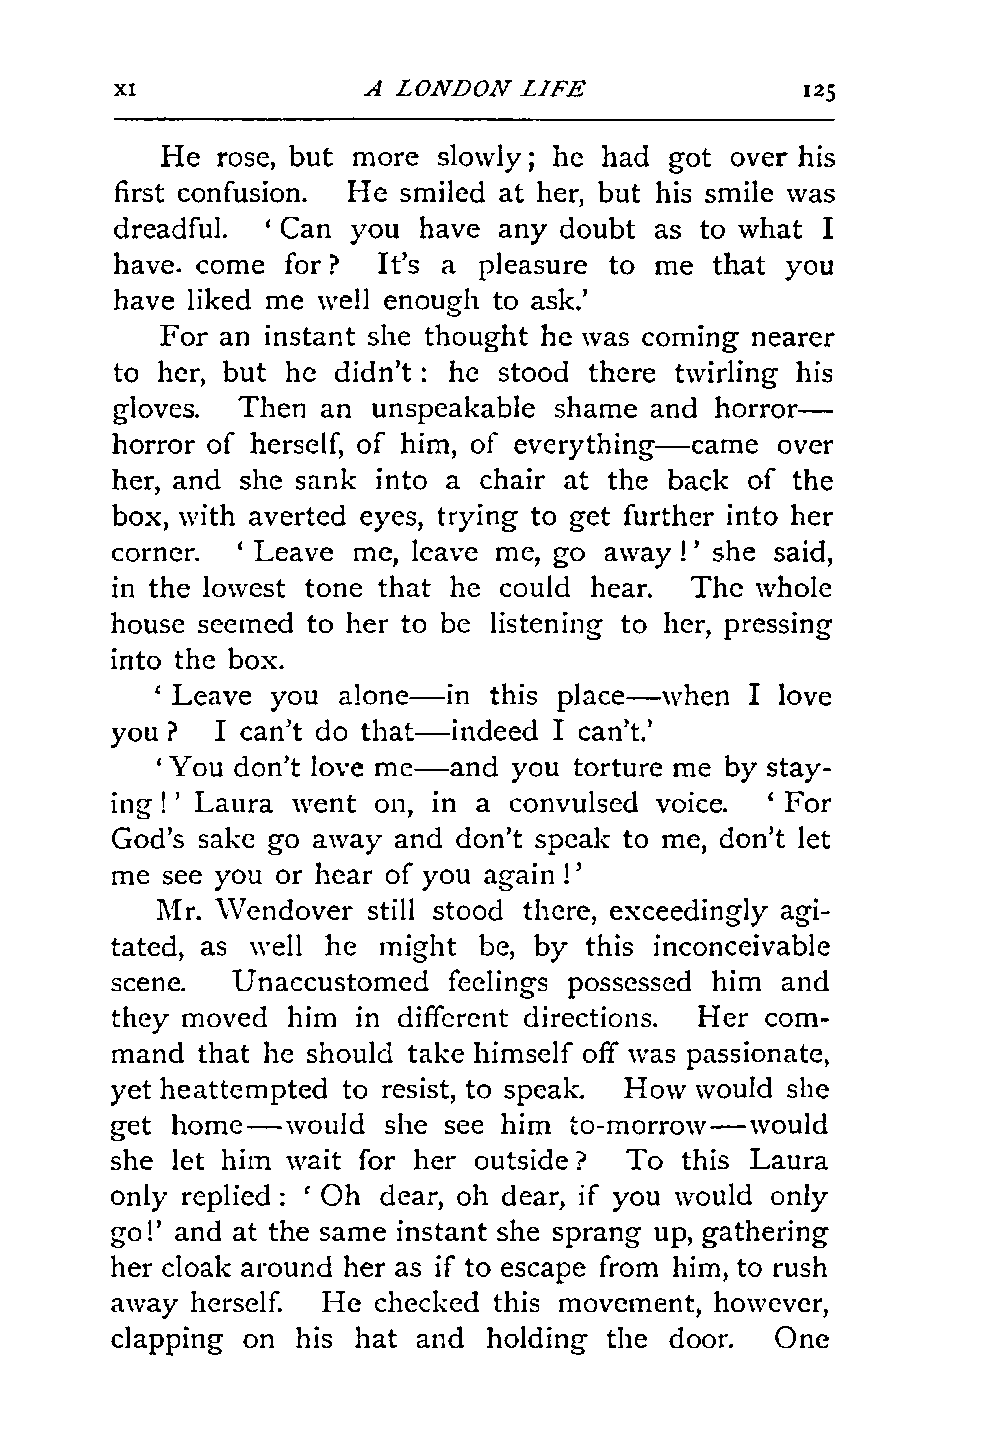 XI A LONDON LIFE 125
He rose, but more slowly; he had got over his
first confusion. He smiled at her, but his smile was
dreadful. ‘Can you have any doubt as to what I
have. come for? It’s a pleasure to me that you
have liked me well enough to ask.’
For an instant she thought he was coming nearer
to her, but he didn’t: he stood there twirling his
gloves. Then an unspeakable shame and horror—
horror of herself, of him, of everything—came over
her, and she sank into a chair at the back of the
box, with averted eyes, trying to get further into her
corner. ‘Leave me, leave me, go away!’ she said,
in the lowest tone that he could hear. The whole
house seemed to her to be listening to her, pressing
into the box.
‘Leave you alone—in this place—when I love
you? I can’t do that—indeed I can’t.’
‘You don’t love me—and you torture me by stay-
ing!’ Laura went on, in a convulsed voice. ‘For
God’s sake go away and don’t speak to me, don’t let
me see you or hear of you again!’
Mr. Wendover still stood there, exceedingly agi-
tated, as well he might be, by this inconceivable
scene. Unaccustomed feelings possessed him and
they moved him in different directions. Her com-
mand that he should take himself off was passionate,
yet heattempted to resist, to speak. How would she
get home—would she see him to-morrow—would
she let him wait for her outside? To this Laura
only replied: ‘Oh dear, oh dear, if you would only
go!’ and at the same instant she sprang up, gathering
her cloak around her as if to escape from him, to rush
away herself. He checked this movement, however,
clapping on his hat and holding the door. One